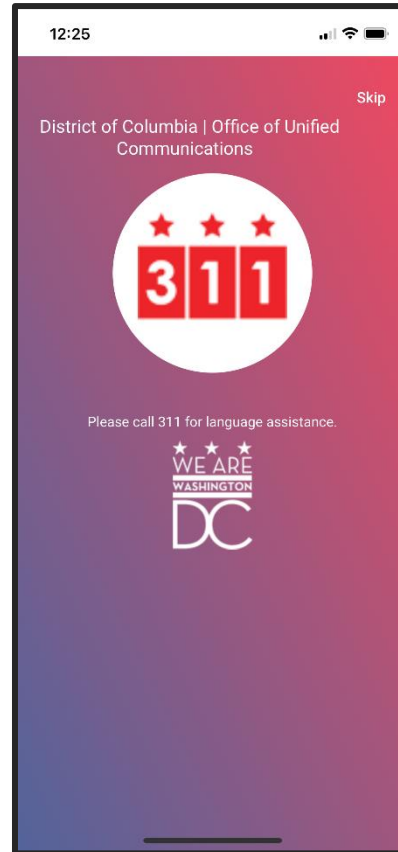 12:25
Skip
District of Columbia | Office of Unified
Communications
311
Please call 311 for language assistance.
WE ARE
WASHINGTON
DC